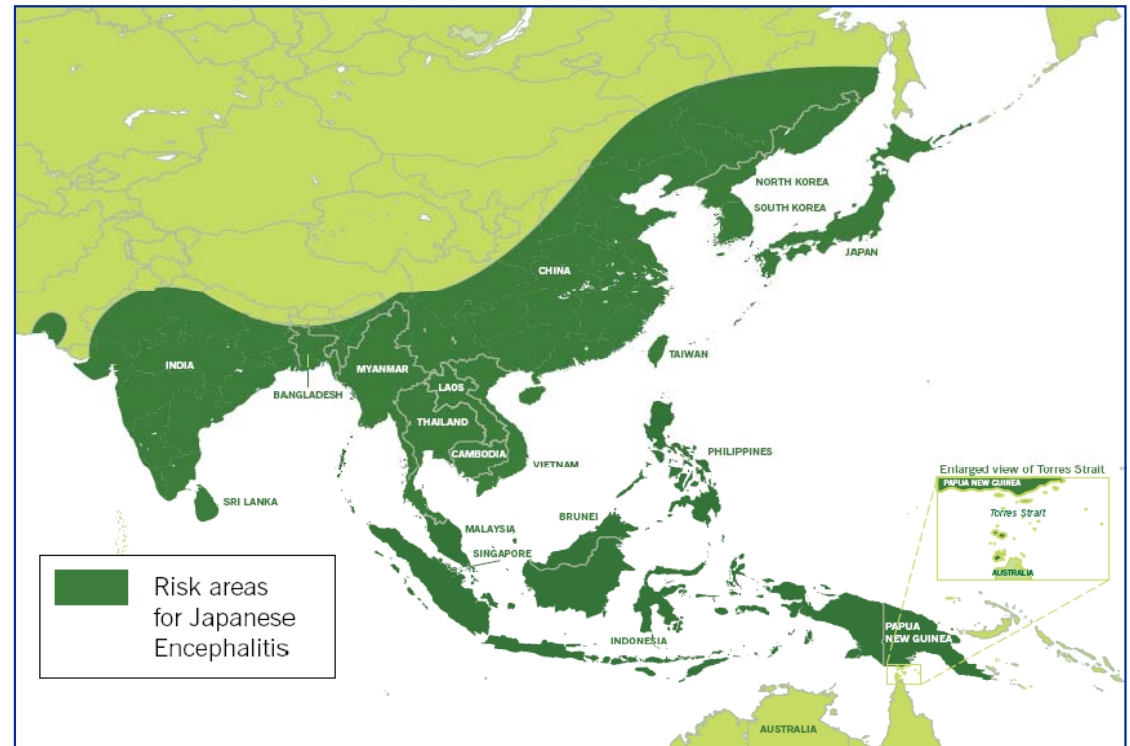 NORTH KOREA
SOUTH KOREA
JAPAN
CHINA
TAIWAN
INDIA
BANGLADESH
MYANMAR
LAOS
THAILAND
CAMBODIA
VIETNAM
PHILIPPINES
SRI LANKA
MALAYSIA
SINGAPORE
BRUNEI
INDONESIA
PAPUA
NEW GUINEA
Enlarged view of Torres Strait
PAPUA NEW GUINEA
Torres Strait
AUSTRALIA
AUSTRALIA
Risk areas
for Japanese
Encephalitis